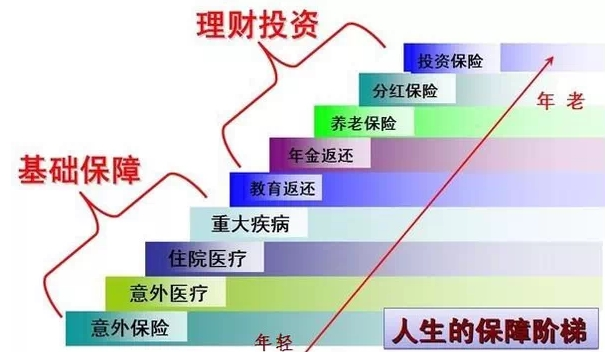 理财投资
投资保险
分红保险
年老
养老保险
年金返还
基础保障
教育返还
重大疾病
住院医疗
意外医疗
意外保险
年轻
人生的保障阶梯